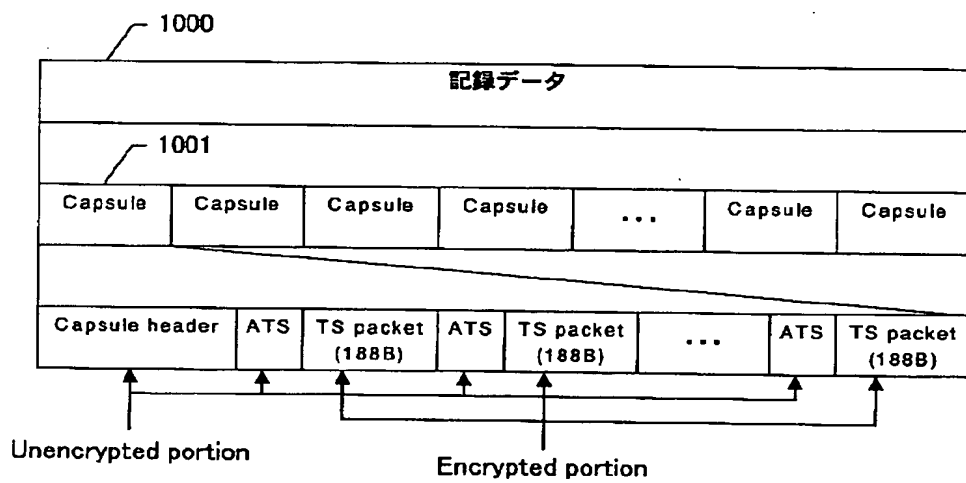 1000
記録データ
1001
Capsule Capsule Capsule Capsule ... Capsule Capsule
Capsule header ATS TS packet (188B) ATS TS packet (188B) ... ATS TS packet (188B)
Unencrypted portion
Encrypted portion